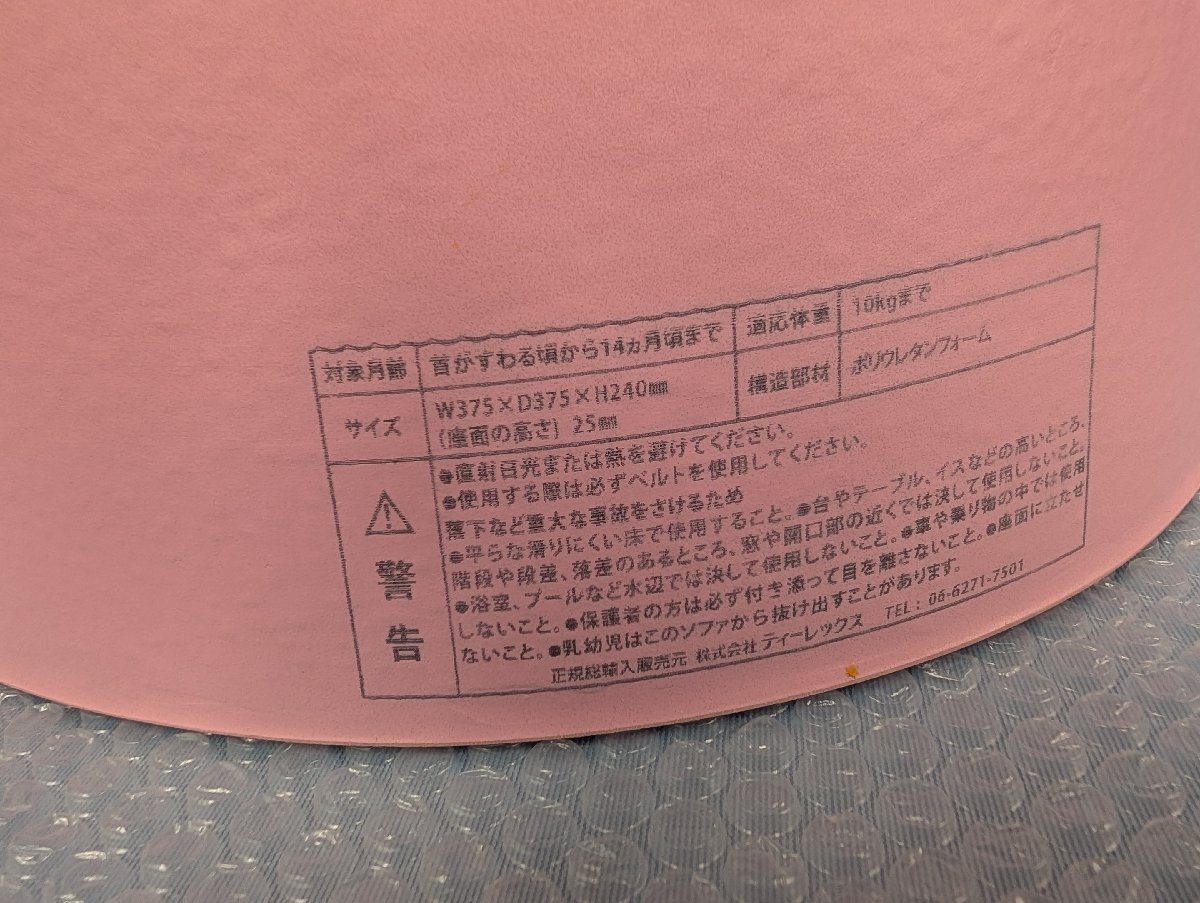 対象月齢 首がすわる頃から14ヵ月頃まで 適応体重 10kgまで
サイズ W375×D375×H240㎜ 構造部材 ポリウレタンフォーム
(座面の高さ) 25㎜
⚠
警
告
●直射日光または熱を避けてください。
●使用する際は必ずベルトを使用してください。
落下など重大な事故をさけるため
●平らな滑りにくい床で使用すること。●台やテーブル、イスなどの高いところ、
階段や段差、落差のあるところ、窓や開口部の近くでは決して使用しないこと。
●浴室、プールなど水辺では決して使用しないこと。●車や乗り物の中では使用
しないこと。●保護者の方は必ず付き添って目を離さないこと。●座面に立たせ
ないこと。●乳幼児はこのソファから抜け出すことがあります。
正規総輸入販売元 株式会社 ティーレックス TEL: 06-6271-7501